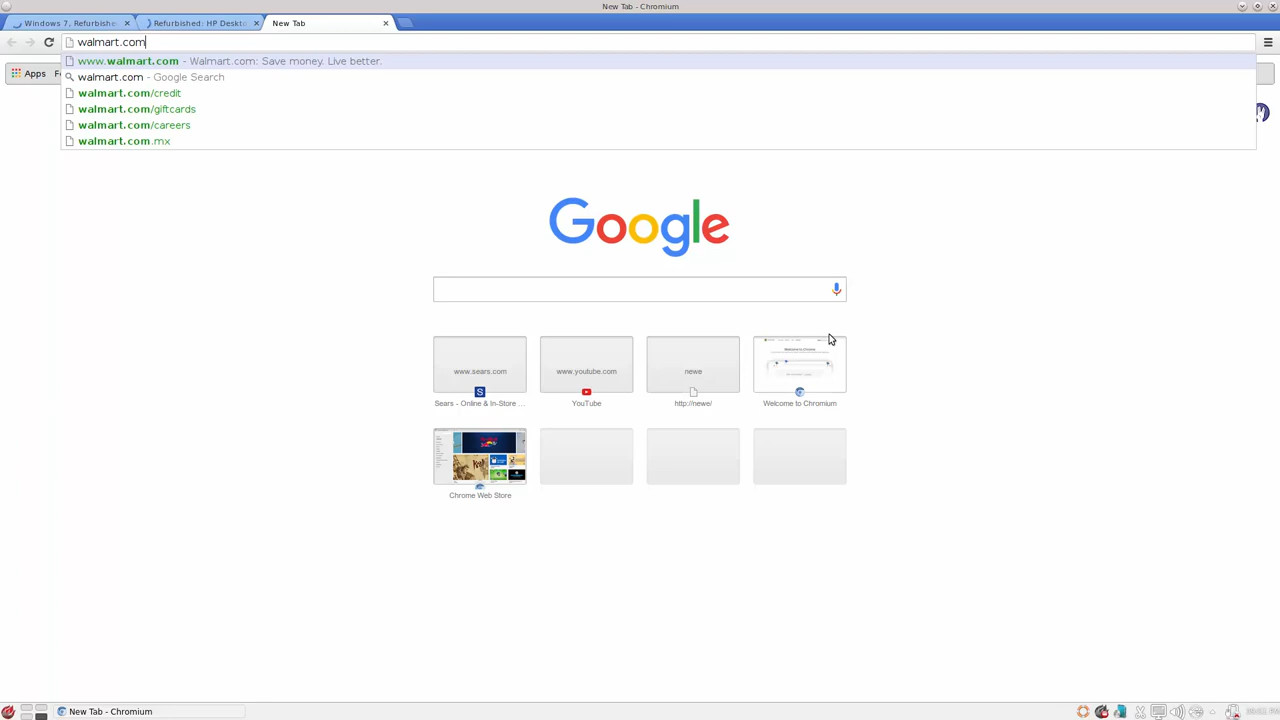 New Tab - Chromium
Windows 7, Refurbishe
Refurbished: HP Deskto
New Tab
walmart.com
Apps
www.walmart.com - Walmart.com: Save money. Live better.
walmart.com - Google Search
walmart.com/credit
walmart.com/giftcards
walmart.com/careers
walmart.com.mx
Google
www.sears.com
www.youtube.com
newe
Welcome to Chrome
S
Sears - Online & In-Store ...
YouTube
http://newe/
Welcome to Chromium
Chrome Web Store
New Tab - Chromium